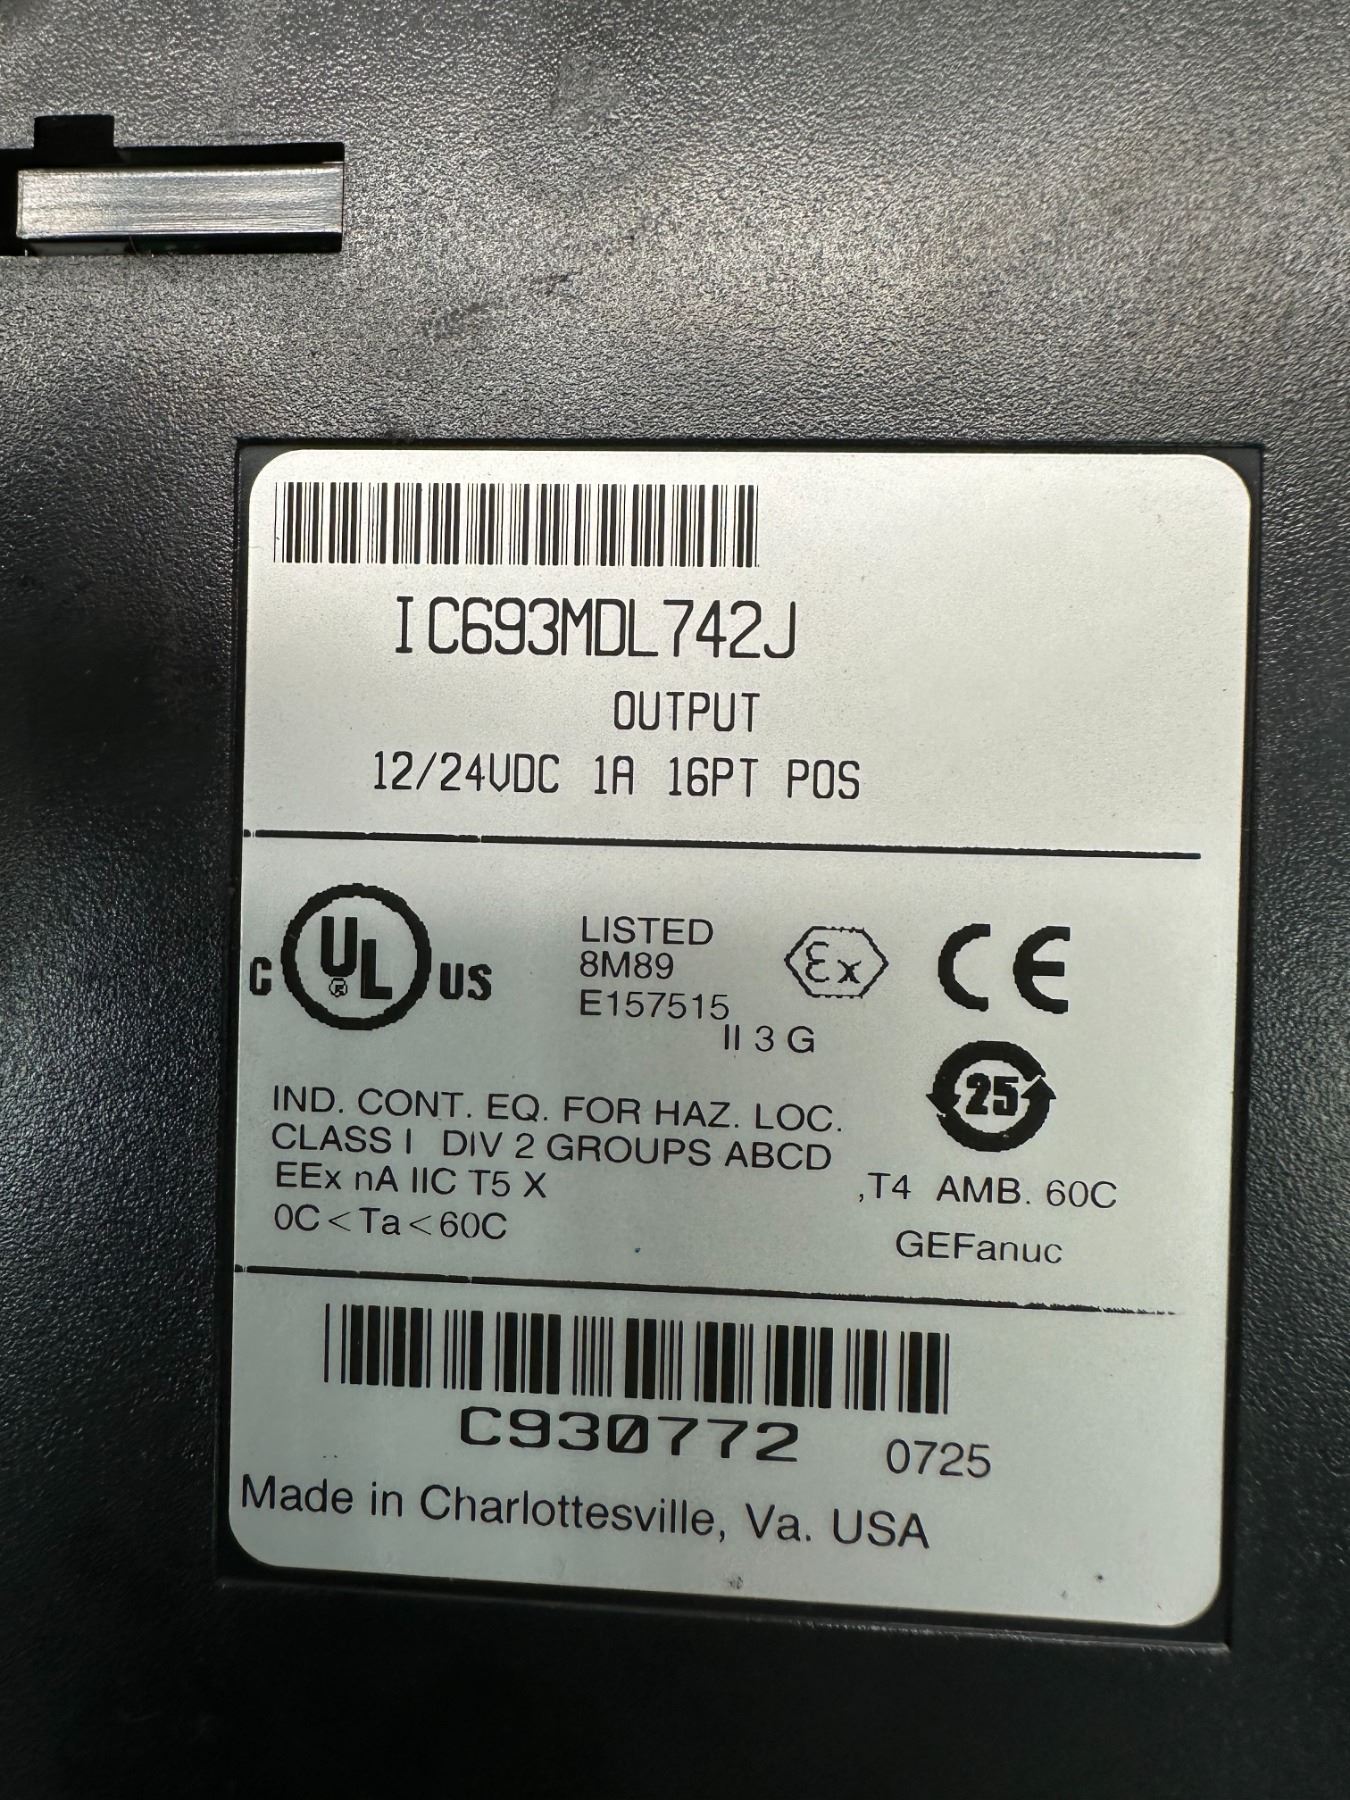 IC693MDL742J
OUTPUT
12/24VDC 1A 16PT POS
C UL® US
LISTED
8M89
E157515
Ex
II 3 G
CE
25
IND. CONT. EQ. FOR HAZ. LOC.
CLASS I DIV 2 GROUPS ABCD
,T4 AMB. 60C
EEx nA IIC T5 X
0C<Ta<60C
GEFanuc
C930772 0725
Made in Charlottesville, Va. USA